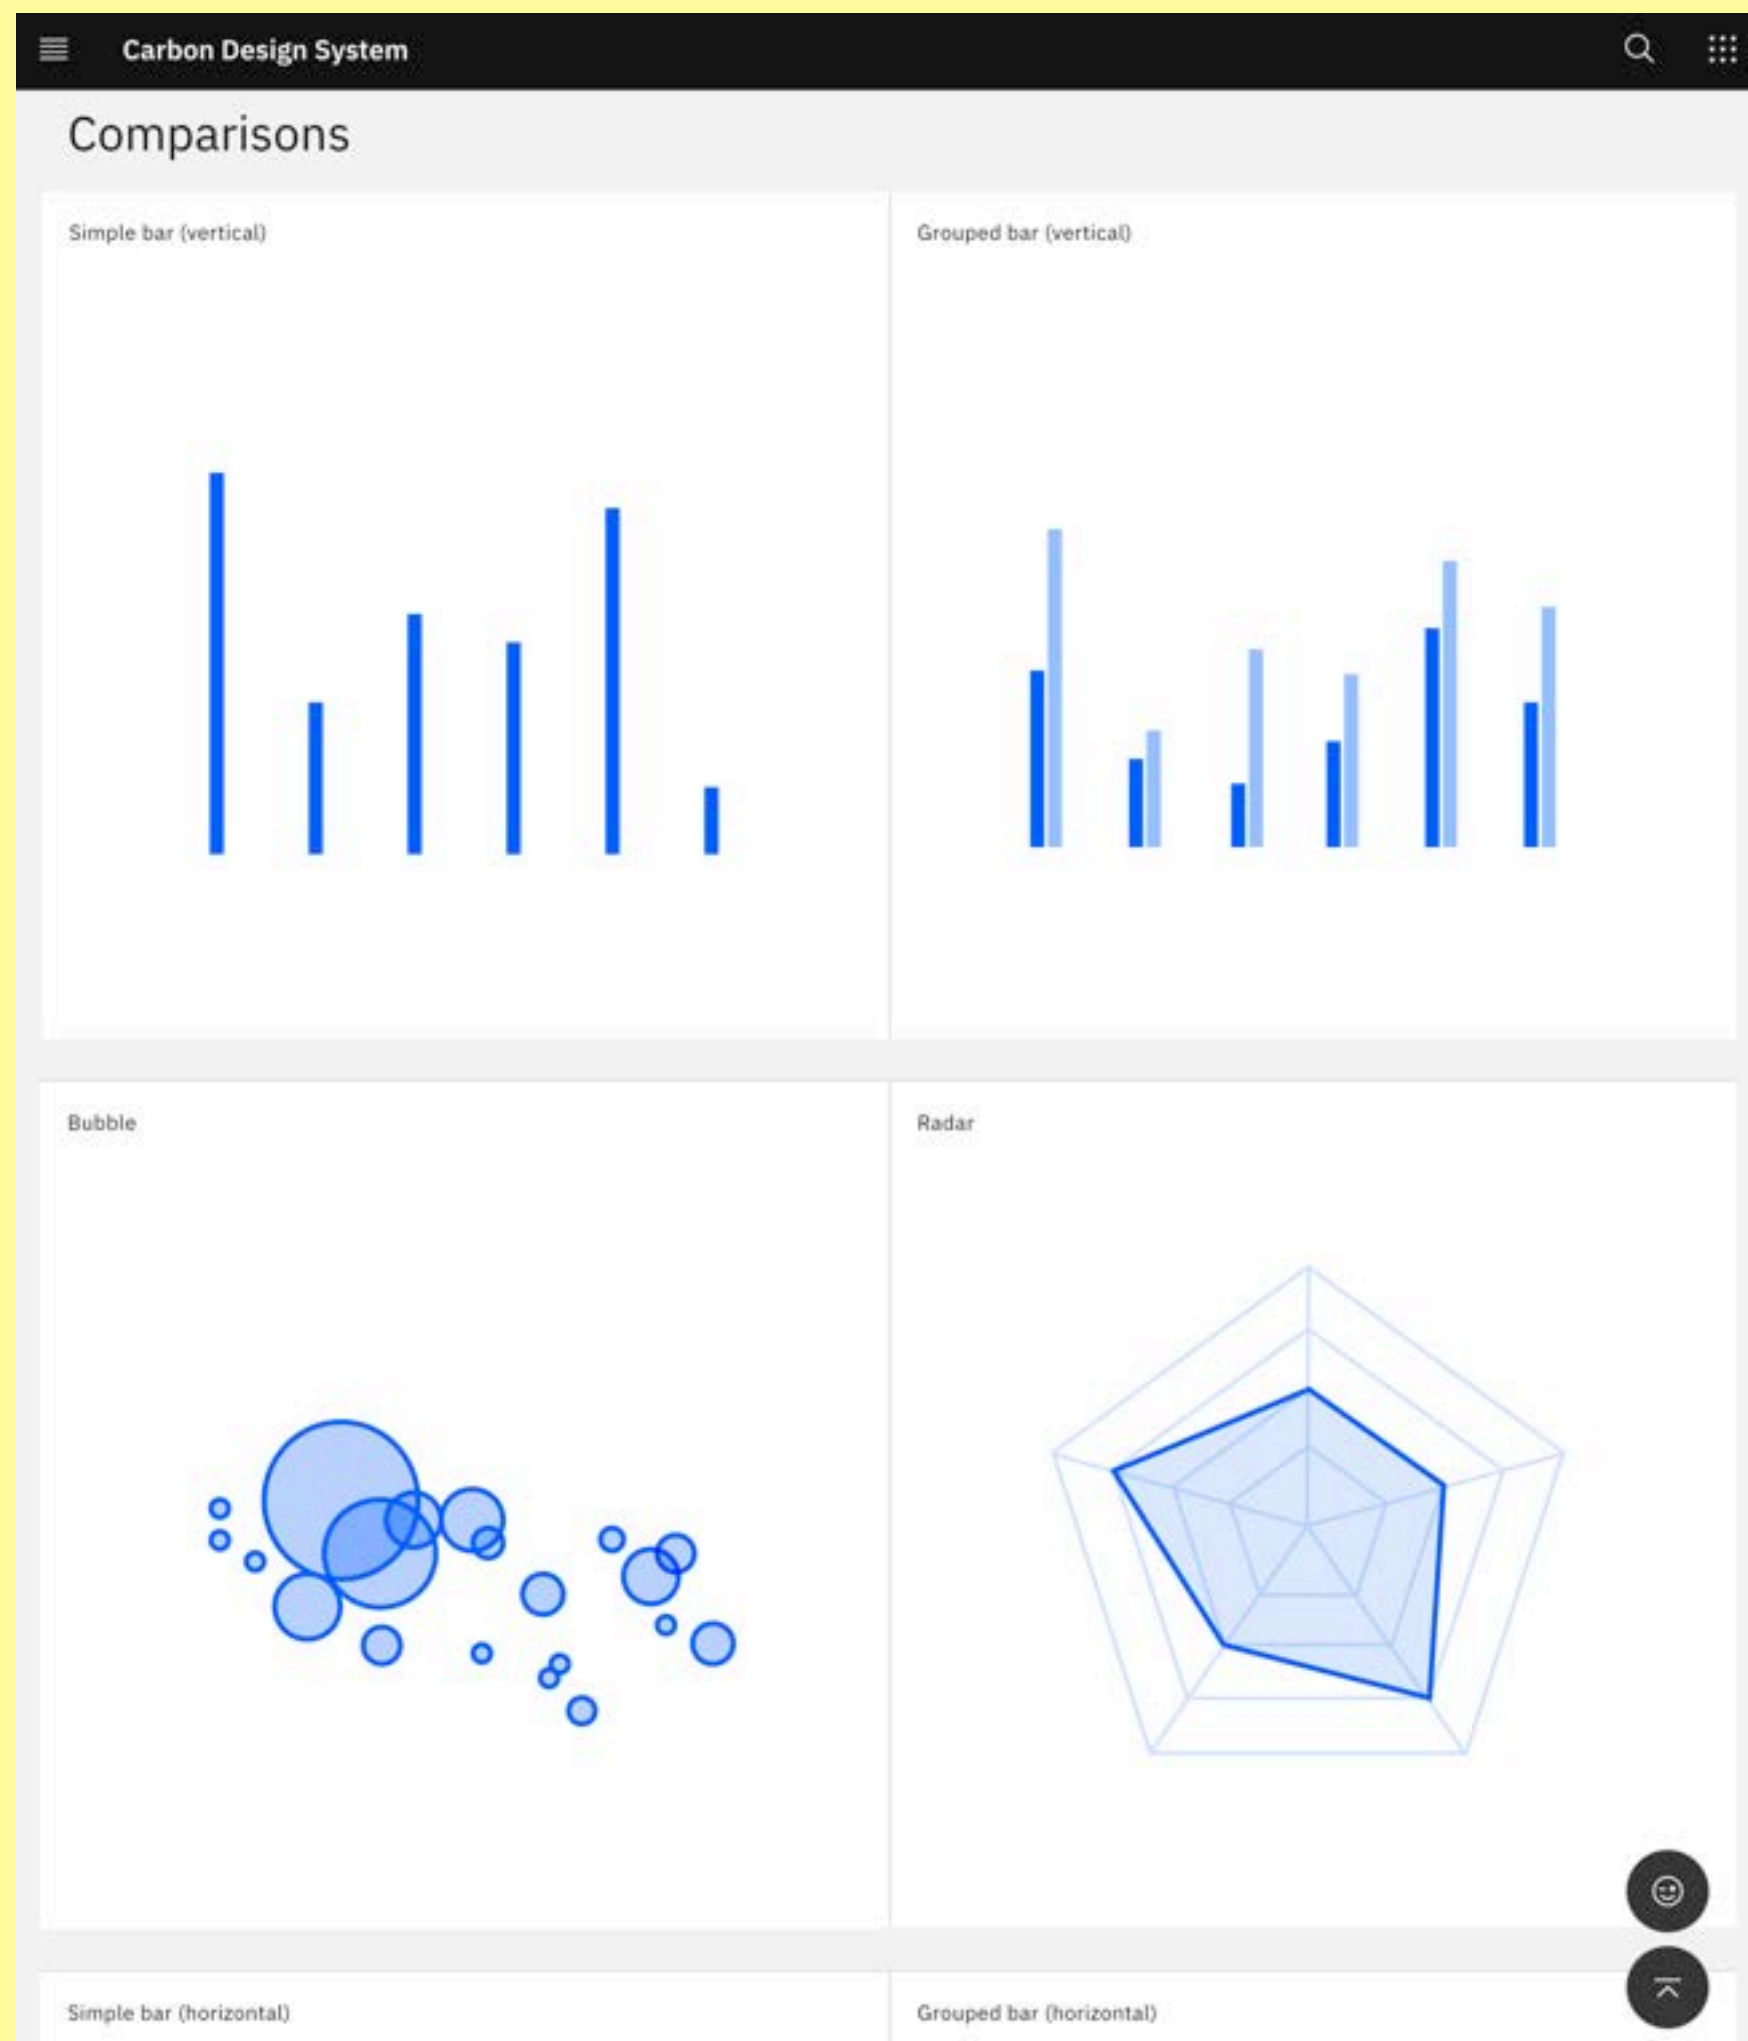 Carbon Design System
Comparisons
Simple bar (vertical)
Grouped bar (vertical)
Bubble
Radar
Simple bar (horizontal)
Grouped bar (horizontal)